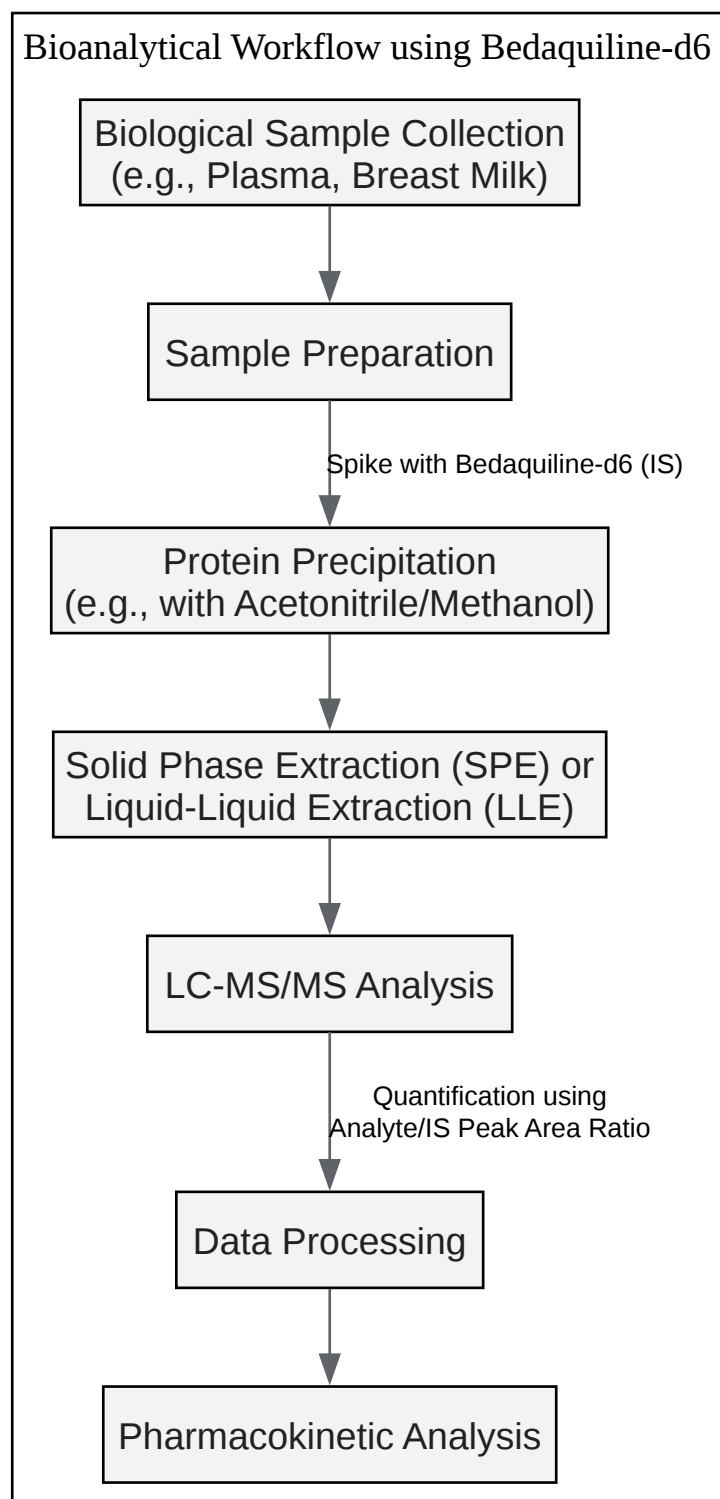 Bioanalytical Workflow using Bedaquiline-d6
Biological Sample Collection
(e.g., Plasma, Breast Milk)
Sample Preparation
Spike with Bedaquiline-d6 (IS)
Protein Precipitation
(e.g., with Acetonitrile/Methanol)
Solid Phase Extraction (SPE) or
Liquid-Liquid Extraction (LLE)
LC-MS/MS Analysis
Quantification using
Analyte/IS Peak Area Ratio
Data Processing
Pharmacokinetic Analysis